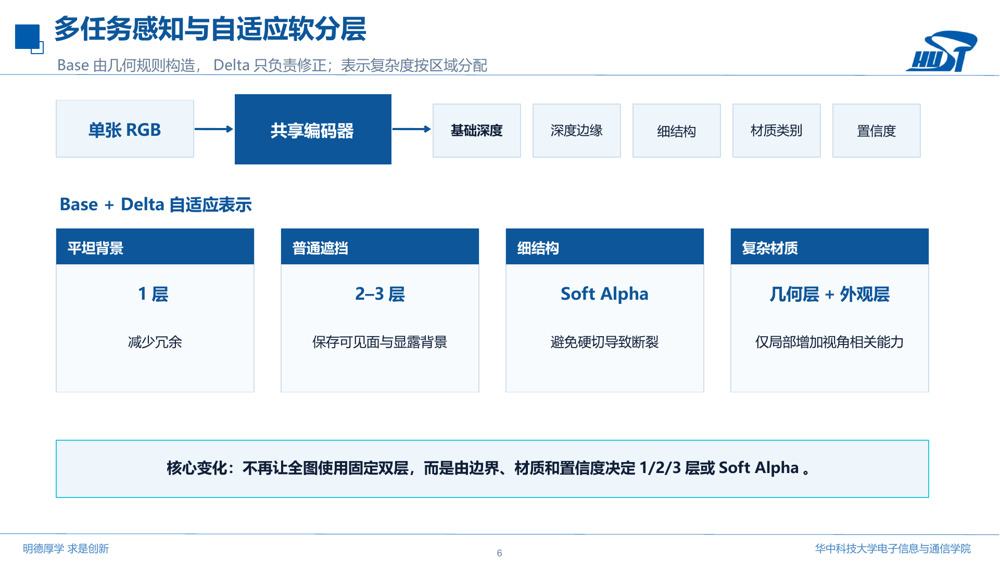 多任务感知与自适应软分层
Base 由几何规则构造， Delta 只负责修正；表示复杂度按区域分配
HUST
单张 RGB
共享编码器
基础深度
深度边缘
细结构
材质类别
置信度
Base + Delta 自适应表示
平坦背景
1 层
减少冗余
普通遮挡
2–3 层
保存可见面与显露背景
细结构
Soft Alpha
避免硬切导致断裂
复杂材质
几何层 + 外观层
仅局部增加视角相关能力
核心变化：不再让全图使用固定双层，而是由边界、材质和置信度决定 1/2/3 层或 Soft Alpha 。
明德厚学 求是创新
6
华中科技大学电子信息与通信学院